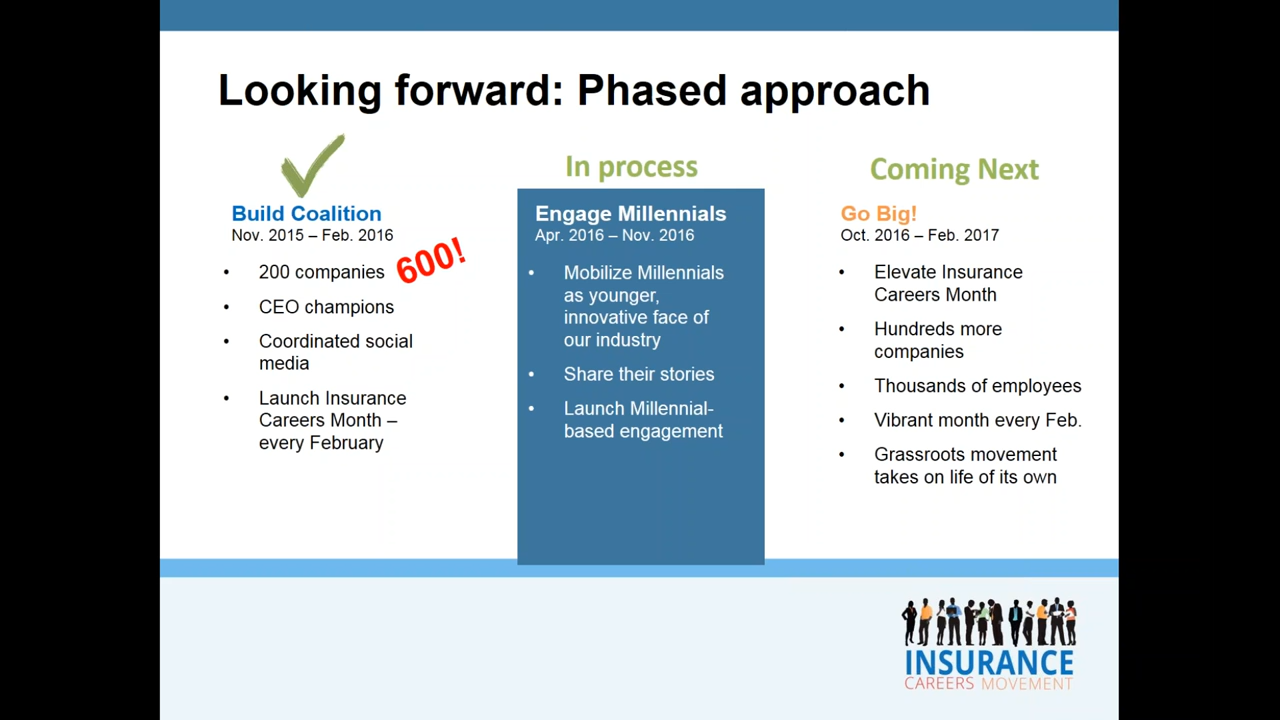 Looking forward: Phased approach
Build Coalition
Nov. 2015 – Feb. 2016
• 200 companies 600!
• CEO champions
• Coordinated social
media
• Launch Insurance
Careers Month –
every February
In process
Engage Millennials
Apr. 2016 – Nov. 2016
• Mobilize Millennials
as younger,
innovative face of
our industry
• Share their stories
• Launch Millennial-
based engagement
Coming Next
Go Big!
Oct. 2016 – Feb. 2017
• Elevate Insurance
Careers Month
• Hundreds more
companies
• Thousands of employees
• Vibrant month every Feb.
• Grassroots movement
takes on life of its own
INSURANCE
CAREERS MOVEMENT